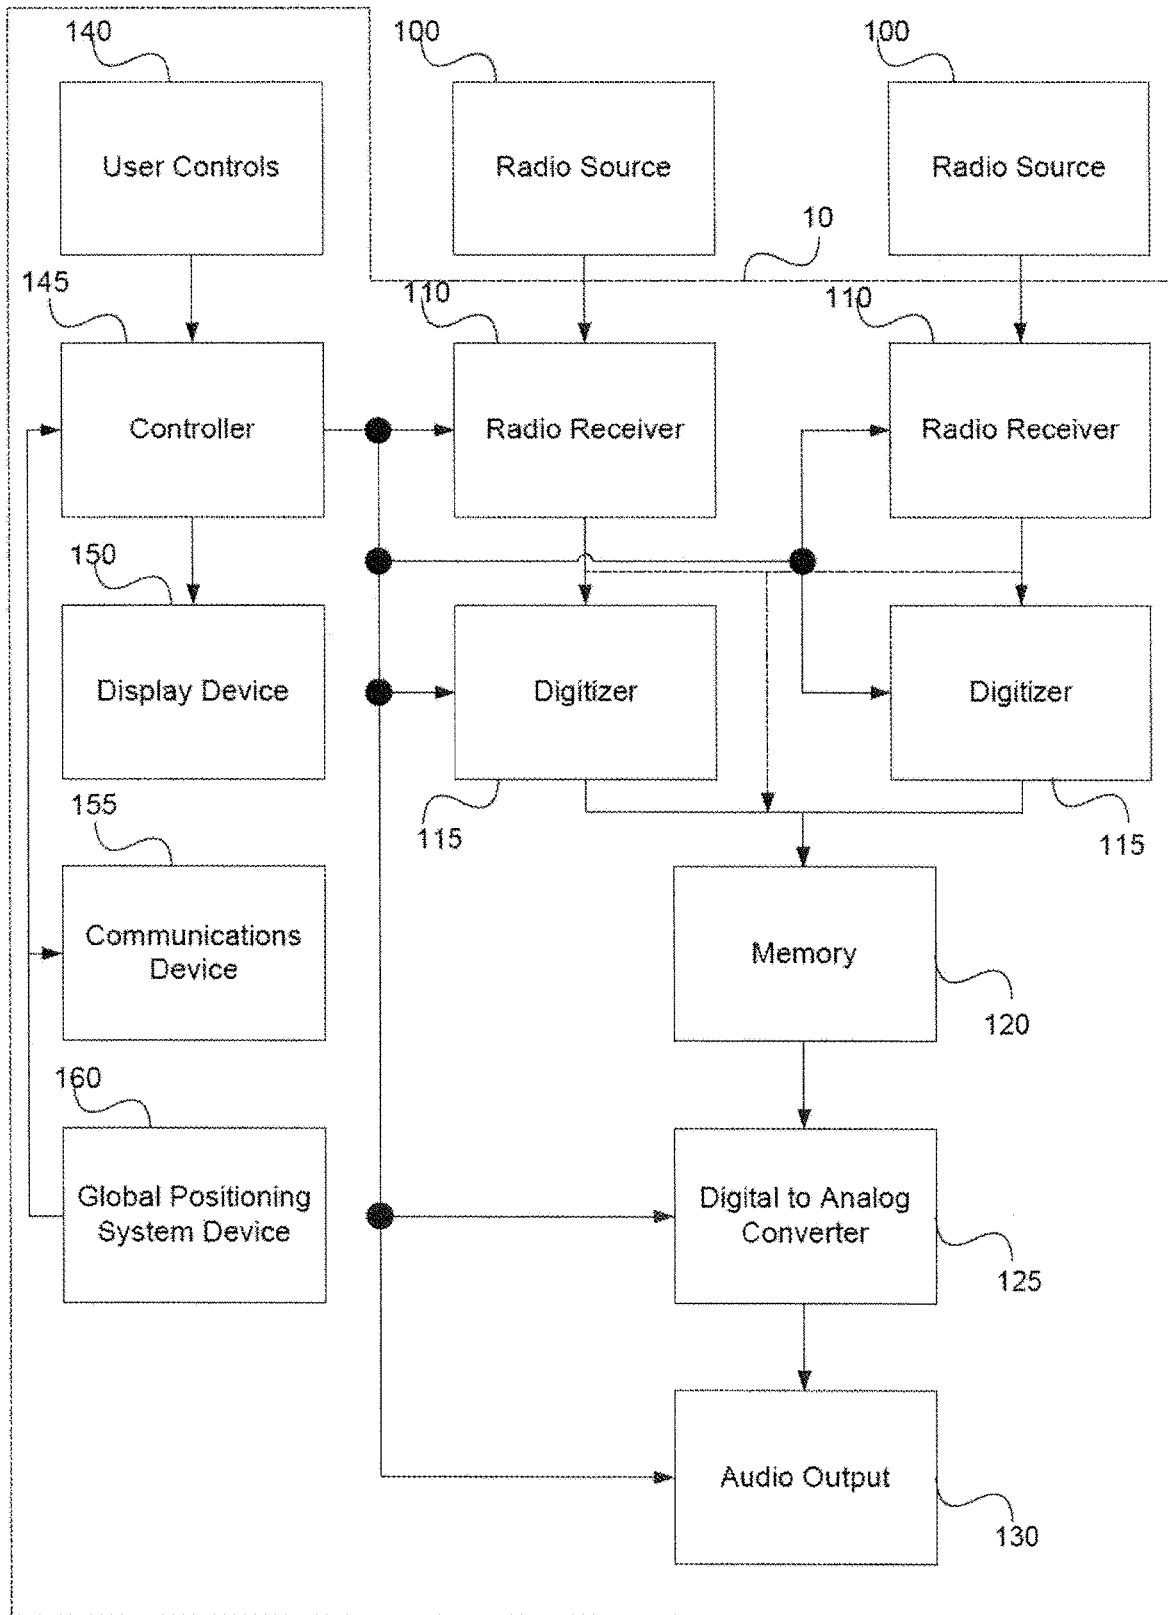 140
100
100
User Controls
Radio Source
Radio Source
10
145
110
110
Controller
Radio Receiver
Radio Receiver
150
Display Device
Digitizer
Digitizer
155
115
115
Communications
Device
Memory
120
160
Global Positioning
System Device
Digital to Analog
Converter
125
Audio Output
130